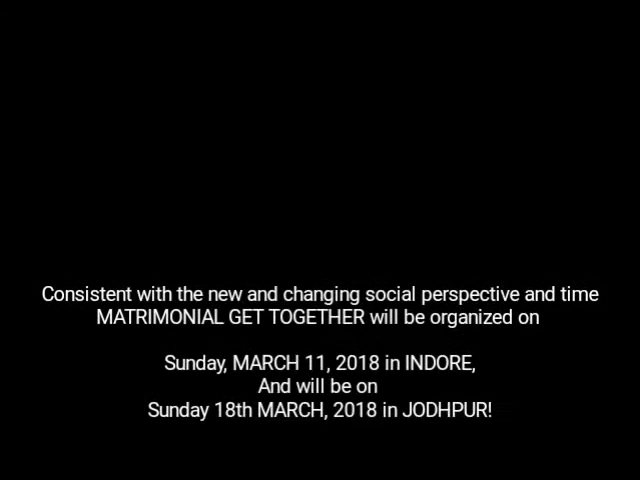 Consistent with the new and changing social perspective and time
MATRIMONIAL GET TOGETHER will be organized on
Sunday, MARCH 11, 2018 in INDORE,
And will be on
Sunday 18th MARCH, 2018 in JODHPUR!